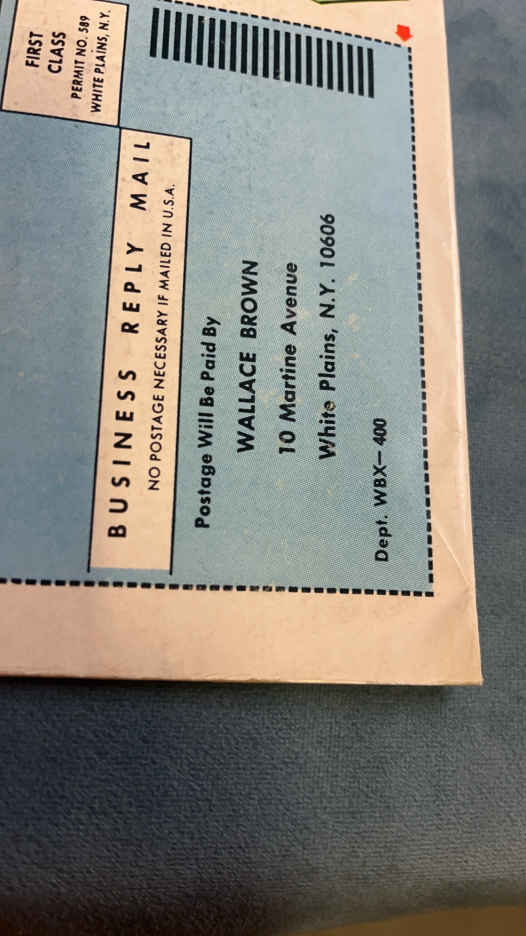 FIRST
CLASS
PERMIT NO. 589
WHITE PLAINS, N.Y.
BUSINESS REPLY MAIL
NO POSTAGE NECESSARY IF MAILED IN U.S.A.
Postage Will Be Paid By
WALLACE BROWN
10 Martine Avenue
White Plains, N.Y. 10606
Dept. WBX— 400